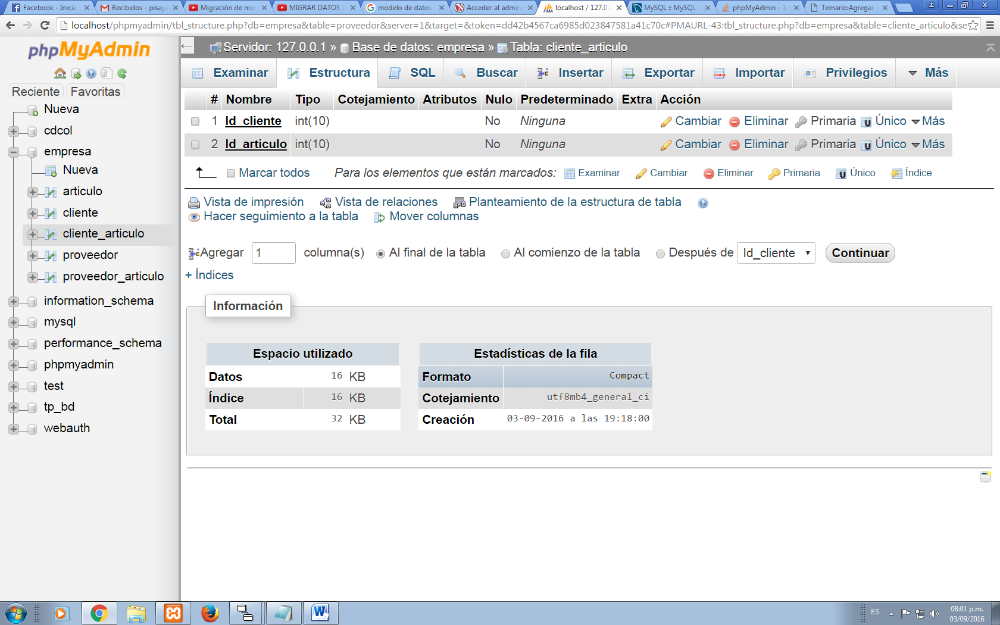 Facebook - Inicia
Recibidos - pisaya
Migración de mo
MIGRAR DATOS D
modelo de datos
Acceder al admin
localhost / 127.0.0
MySQL :: MySQL 5
phpMyAdmin - 1.
Temario:Agregar
localhost/phpmyadmin/tbl_structure.php?db=empresa&table=proveedor&server=1&target=&token=dd42b4567ca6985d023847581a41c70c#PMAURL-43:tbl_structure.php?db=empresa&table=cliente_articulo&se
phpMyAdmin
Reciente Favoritas
Nueva
cdcol
empresa
Nueva
articulo
cliente
cliente_articulo
proveedor
proveedor_articulo
information_schema
mysql
performance_schema
phpmyadmin
test
tp_bd
webauth
Servidor: 127.0.0.1 » Base de datos: empresa » Tabla: cliente_articulo
Examinar Estructura SQL Buscar Insertar Exportar Importar Privilegios Más
# Nombre Tipo Cotejamiento Atributos Nulo Predeterminado Extra Acción
1 Id_cliente int(10) No Ninguna Cambiar Eliminar Primaria Único Más
2 Id_articulo int(10) No Ninguna Cambiar Eliminar Primaria Único Más
Marcar todos Para los elementos que están marcados: Examinar Cambiar Eliminar Primaria Único Índice
Vista de impresión Vista de relaciones Planteamiento de la estructura de tabla
Hacer seguimiento a la tabla Mover columnas
Agregar 1 columna(s) Al final de la tabla Al comienzo de la tabla Después de Id_cliente Continuar
+ Índices
Información
Espacio utilizado
Datos 16 KB
Índice 16 KB
Total 32 KB
Estadísticas de la fila
Formato Compact
Cotejamiento utf8mb4_general_ci
Creación 03-09-2016 a las 19:18:00
ES
08:01 p.m.
03/09/2016